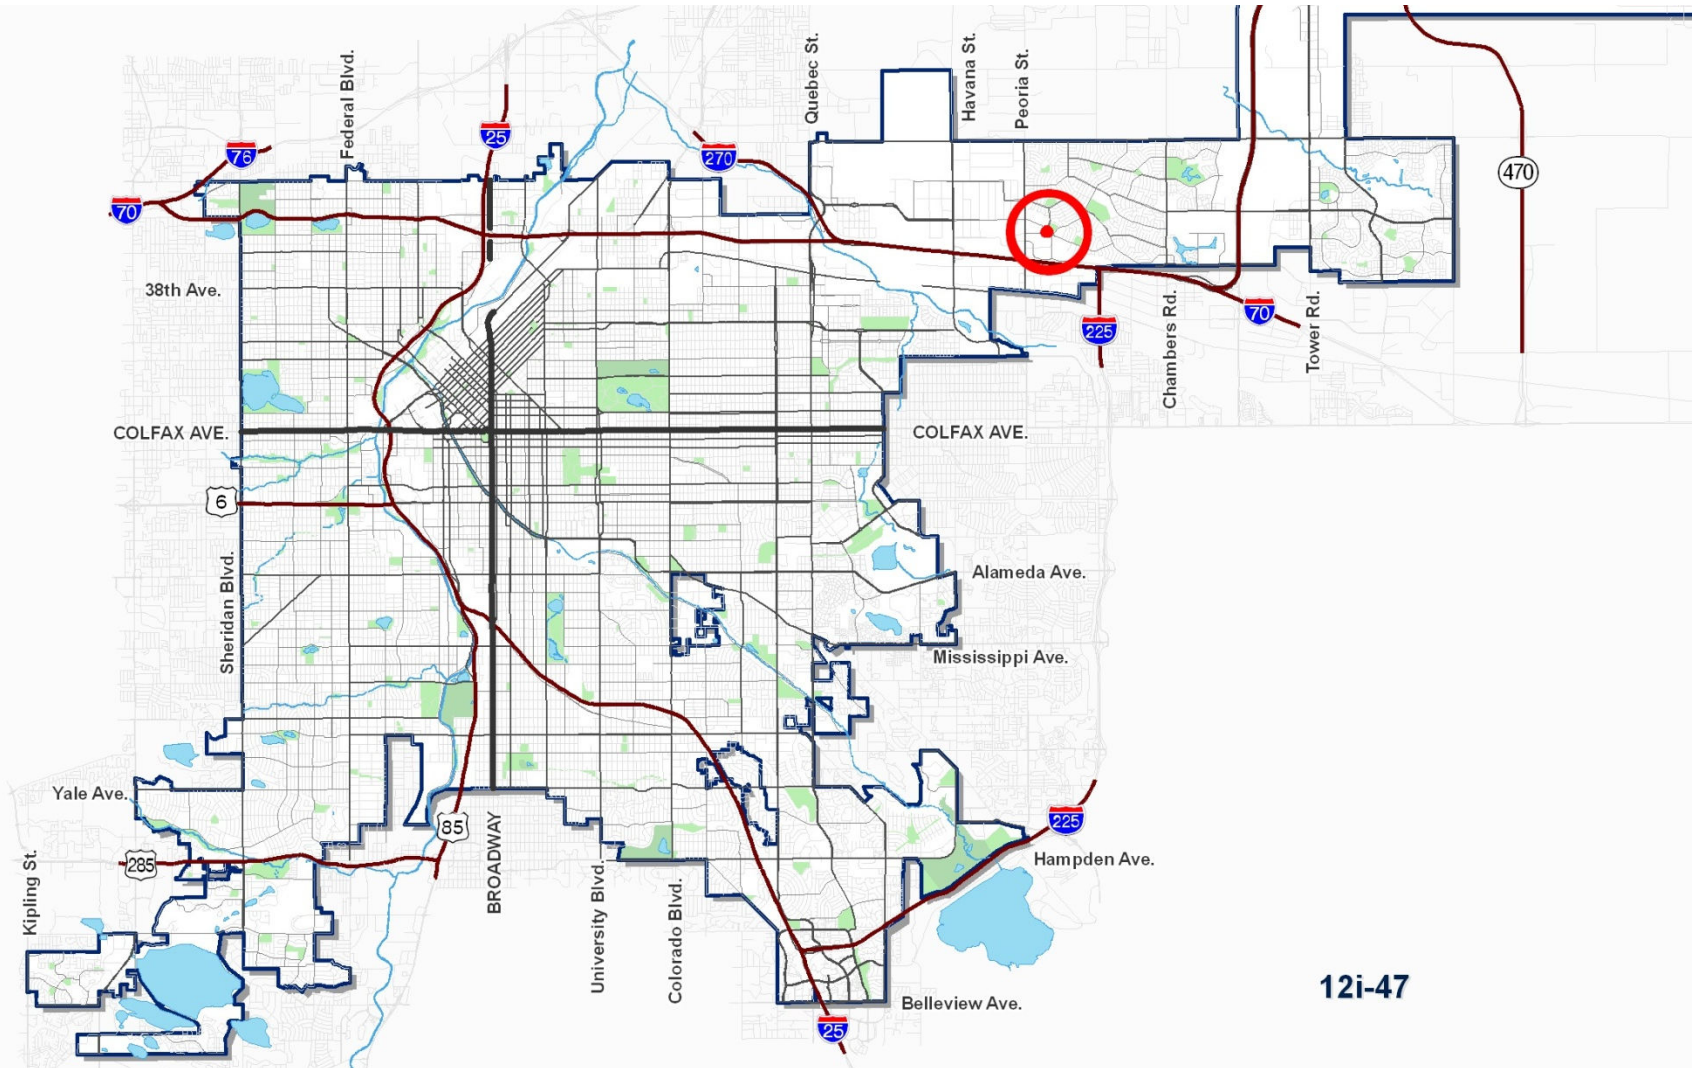 Quebec St.
Havana St.
Peoria St.
Federal Blvd.
25
76
270
470
70
38th Ave.
225
70
Chambers Rd.
Tower Rd.
COLFAX AVE.
COLFAX AVE.
6
Sheridan Blvd.
Alameda Ave.
Mississippi Ave.
Yale Ave.
85
225
285
Hampden Ave.
Kipling St.
BROADWAY
University Blvd.
Colorado Blvd.
12i-47
Belleview Ave.
25